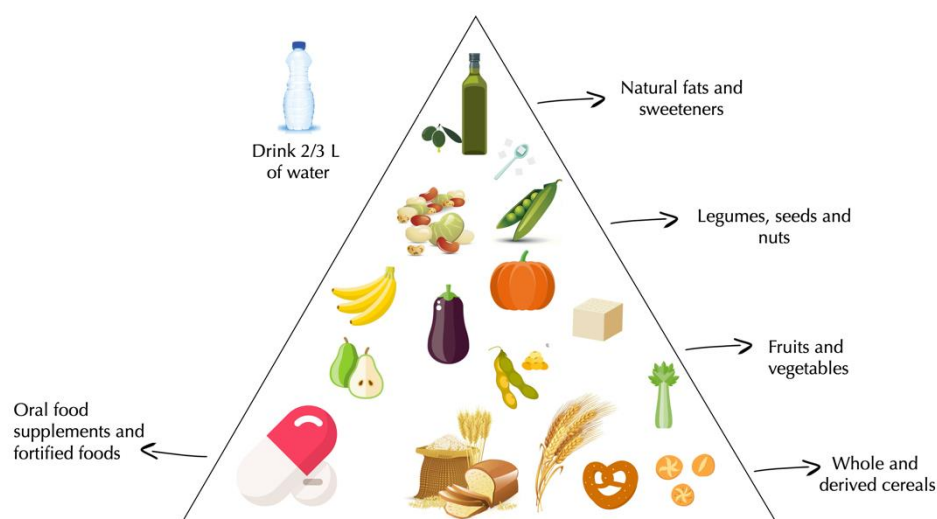 Natural fats and
sweeteners
Drink 2/3 L
of water
Legumes, seeds and
nuts
Fruits and
vegetables
Oral food
supplements and
fortified foods
Whole and
derived cereals